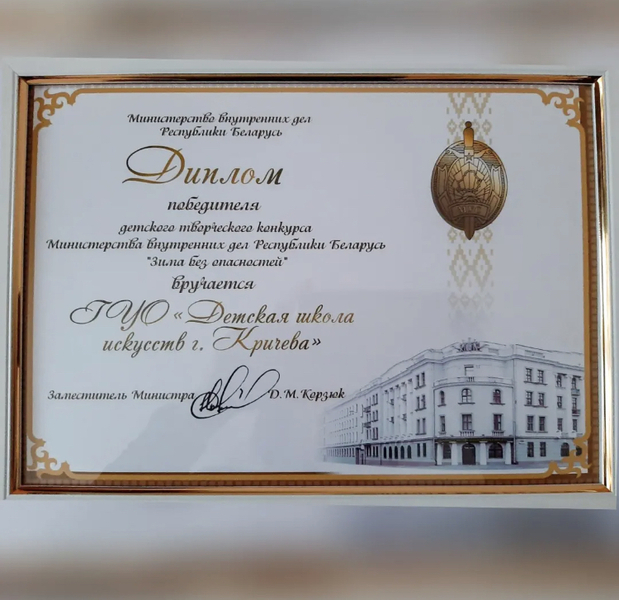 Министерство внутренних дел
Республики Беларусь
Диплом
победителя
детского творческого конкурса
Министерства внутренних дел Республики Беларусь
"Зима без опасностей"
вручается
ГУО «Детская школа
искусств г. Кричева»
Заместитель Министра Д.М.Корзюк